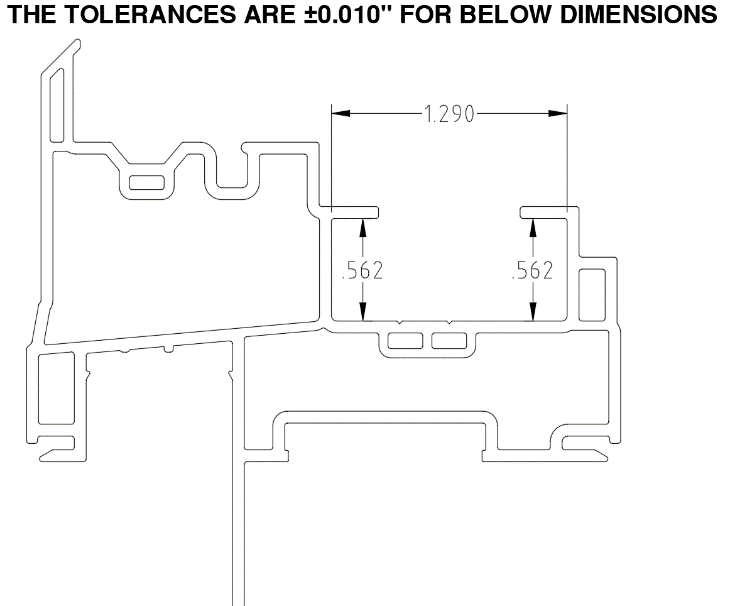 THE TOLERANCES ARE ±0.010" FOR BELOW DIMENSIONS
1.290
.562
.562